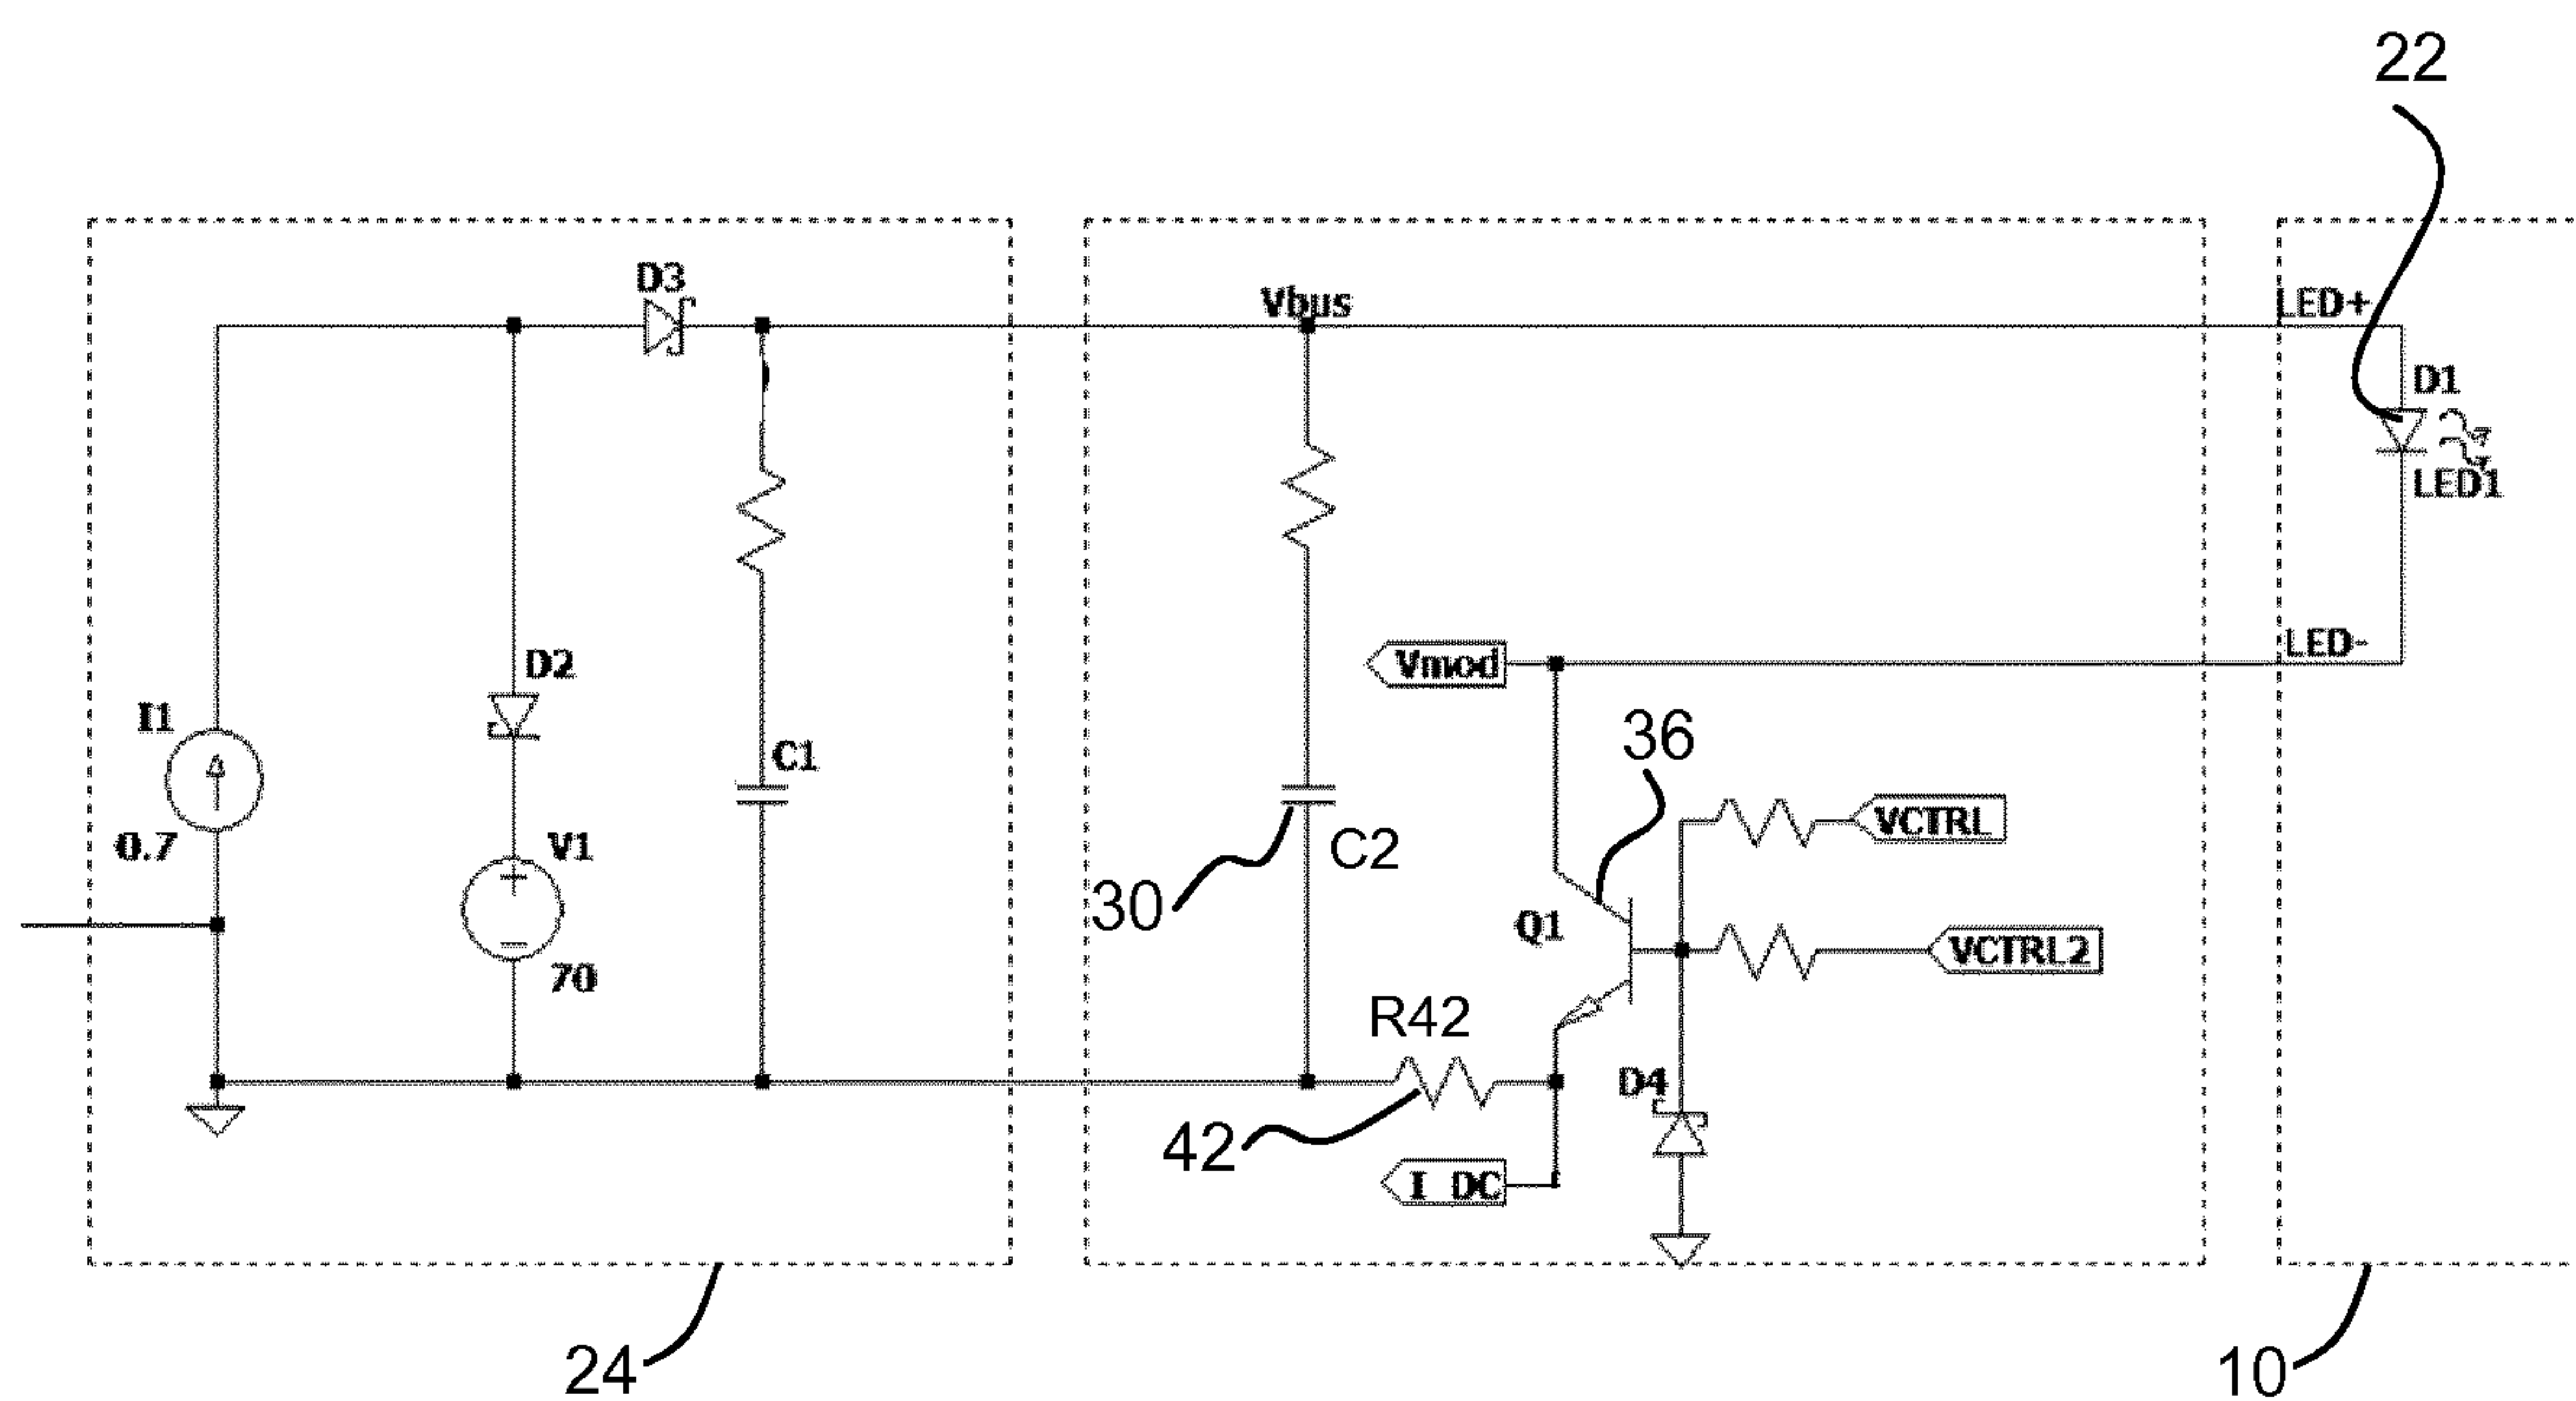 22
D3
Vbus
LED+
D1
LED1
LED-
Vmod
D2
I1
0.7
C1
V1
70
36
VCTRL
C2
30
Q1
VCTRL2
R42
D4
42
I DC
24
10